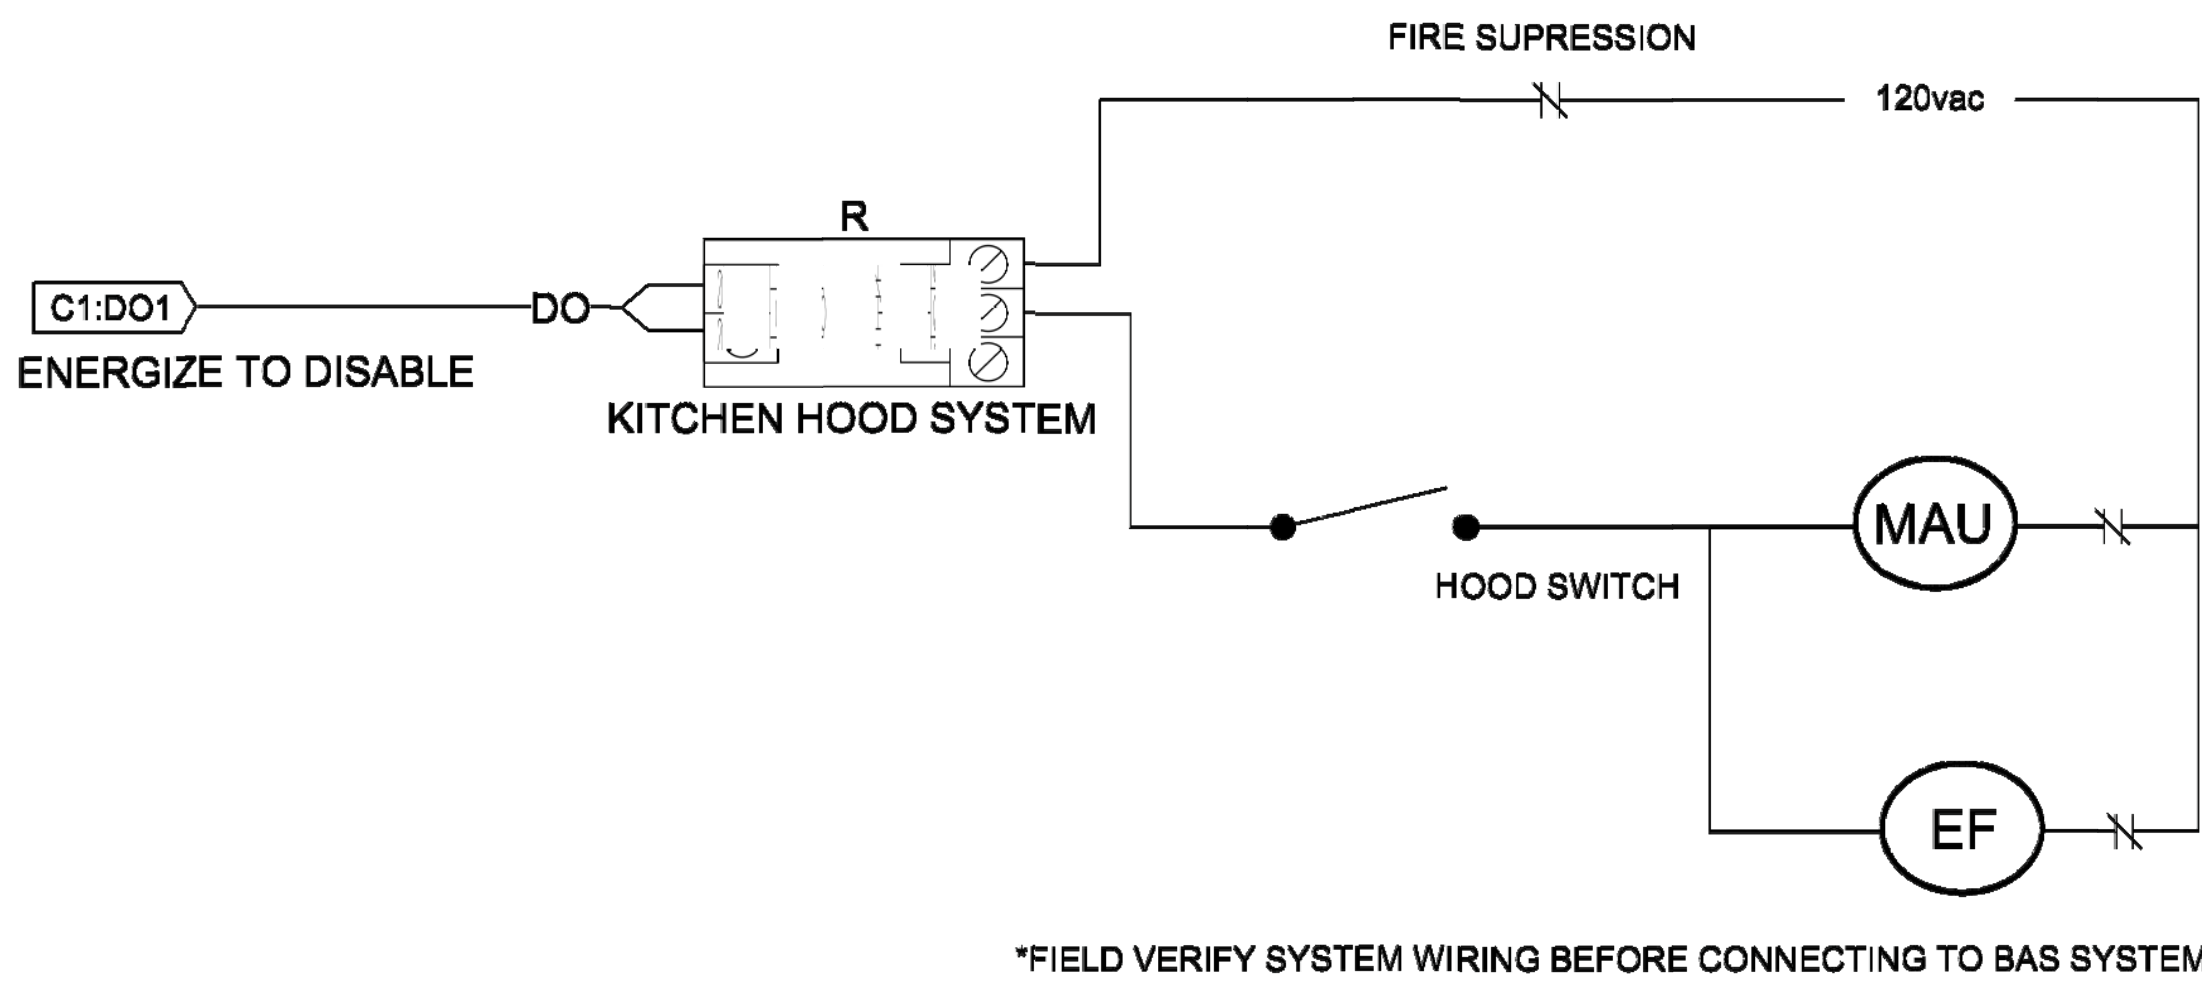 FIRE SUPRESSION
120vac
R
C1:DO1
DO
ENERGIZE TO DISABLE
KITCHEN HOOD SYSTEM
MAU
HOOD SWITCH
EF
*FIELD VERIFY SYSTEM WIRING BEFORE CONNECTING TO BAS SYSTEM